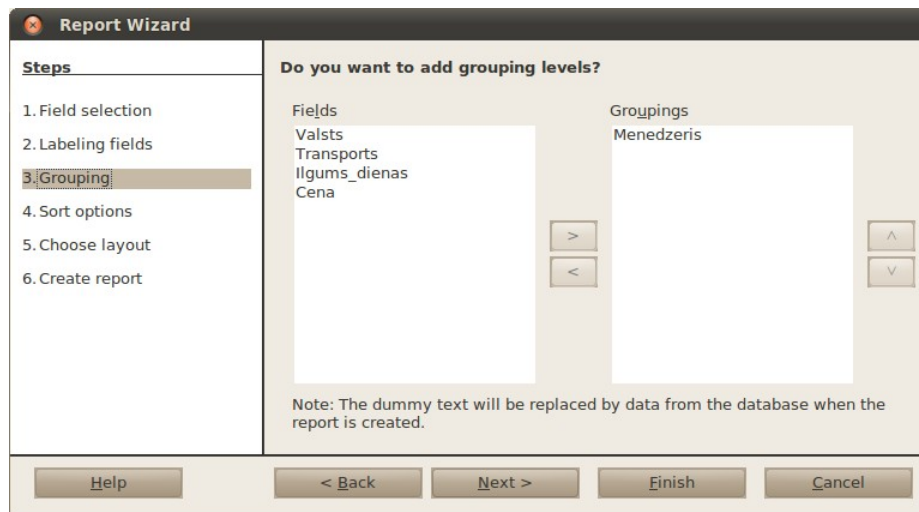 Report Wizard
Steps
1. Field selection
2. Labeling fields
3. Grouping
4. Sort options
5. Choose layout
6. Create report
Do you want to add grouping levels?
Fields
Valsts
Transports
Ilgums_dienas
Cena
>
<
Groupings
Menedzeris
^
v
Note: The dummy text will be replaced by data from the database when the
report is created.
Help
< Back
Next >
Finish
Cancel